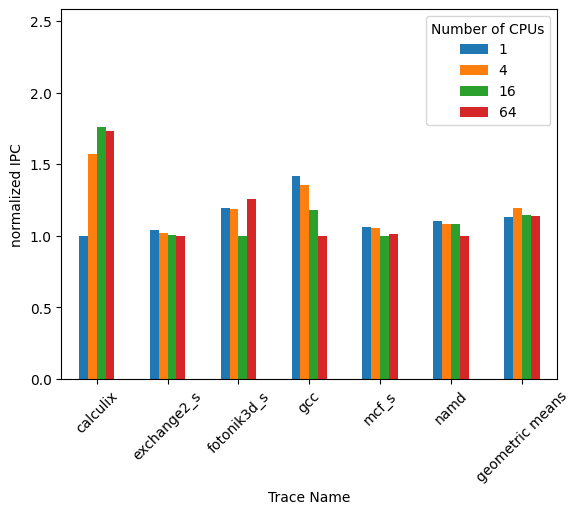 2.5
2.0
1.5
1.0
0.5
0.0
normalized IPC
Number of CPUs
1
4
16
64
calculix
exchange2_s
fotonik3d_s
gcc
mcf_s
namd
geometric means
Trace Name